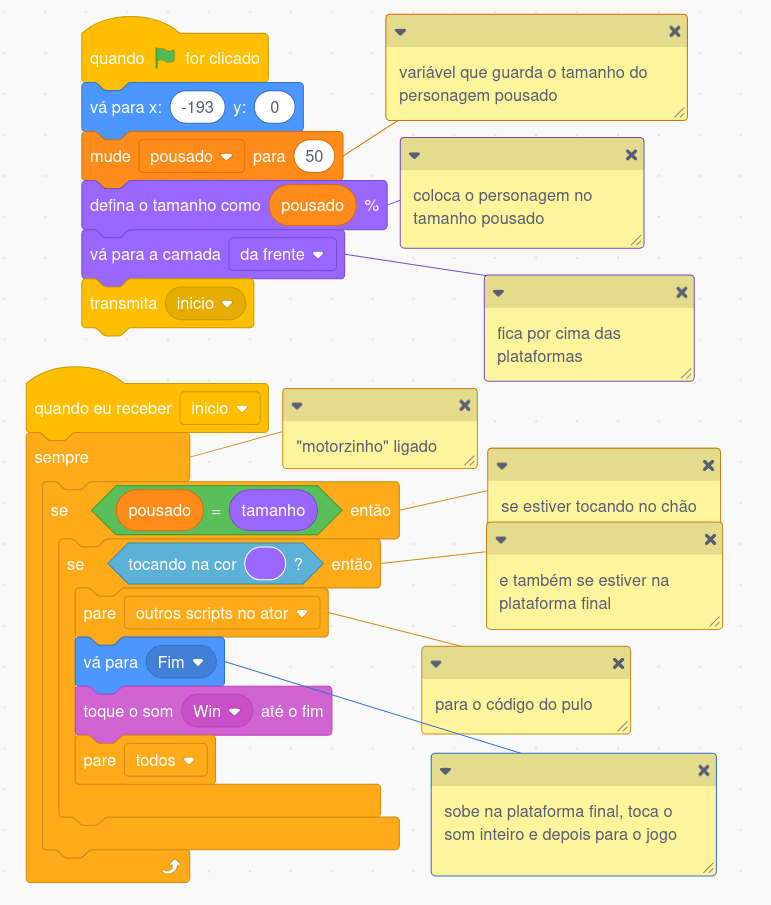 quando for clicado
vá para x: -193 y: 0
mude pousado para 50
defina o tamanho como pousado %
vá para a camada da frente
transmita inicio
variável que guarda o tamanho do
personagem pousado
coloca o personagem no
tamanho pousado
fica por cima das
plataformas
quando eu receber inicio
sempre
se pousado = tamanho então
se tocando na cor ? então
pare outros scripts no ator
vá para Fim
toque o som Win até o fim
pare todos
"motorzinho" ligado
se estiver tocando no chão
e também se estiver na
plataforma final
para o código do pulo
sobe na plataforma final, toca o
som inteiro e depois para o jogo